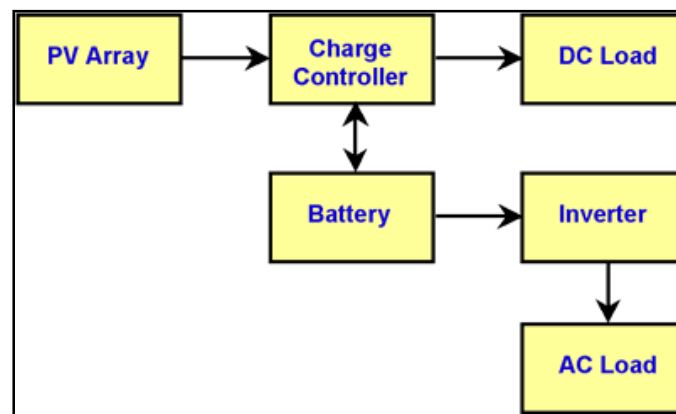 PV Array
Charge
Controller
DC Load
Battery
Inverter
AC Load